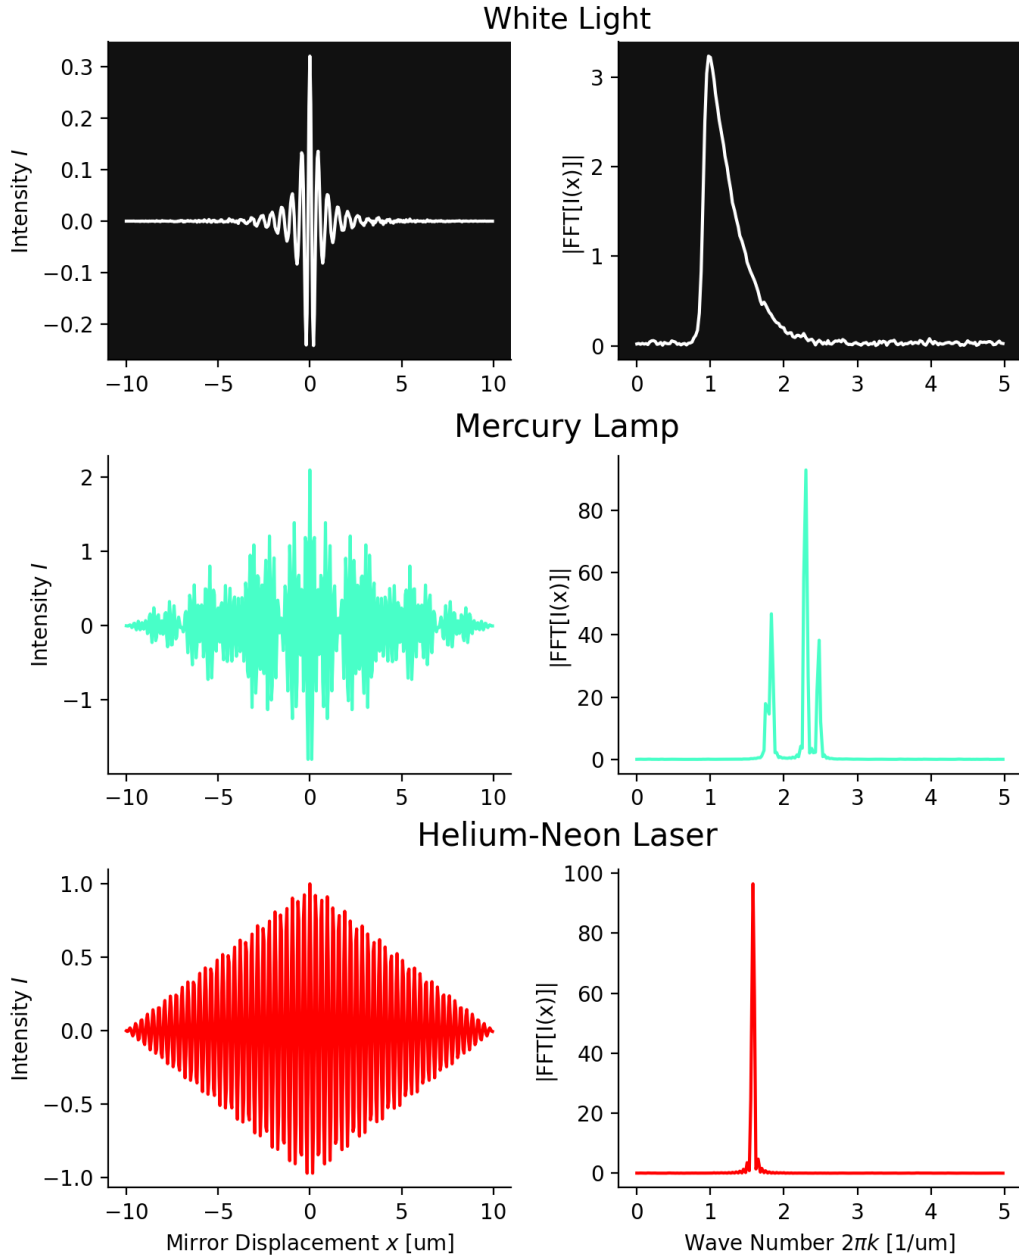 White Light
Intensity I
0.3
0.2
0.1
0.0
−0.1
−0.2
−10 −5 0 5 10
|FFT[I(x)]|
3
2
1
0
0 1 2 3 4 5
Mercury Lamp
Intensity I
2
1
0
−1
−10 −5 0 5 10
|FFT[I(x)]|
80
60
40
20
0
0 1 2 3 4 5
Helium-Neon Laser
Intensity I
1.0
0.5
0.0
−0.5
−1.0
−10 −5 0 5 10
Mirror Displacement x [um]
|FFT[I(x)]|
100
80
60
40
20
0
0 1 2 3 4 5
Wave Number 2πk [1/um]